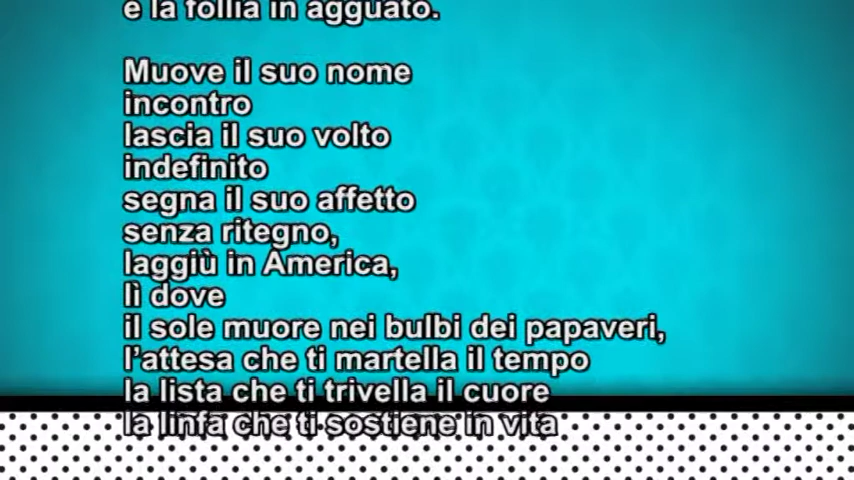 e la follia in agguato.
Muove il suo nome
incontro
lascia il suo volto
indefinito
segna il suo affetto
senza ritegno,
laggiù in America,
lì dove
il sole muore nei bulbi dei papaveri,
l'attesa che ti martella il tempo
la lista che ti trivella il cuore
la linfa che ti sostiene in vita